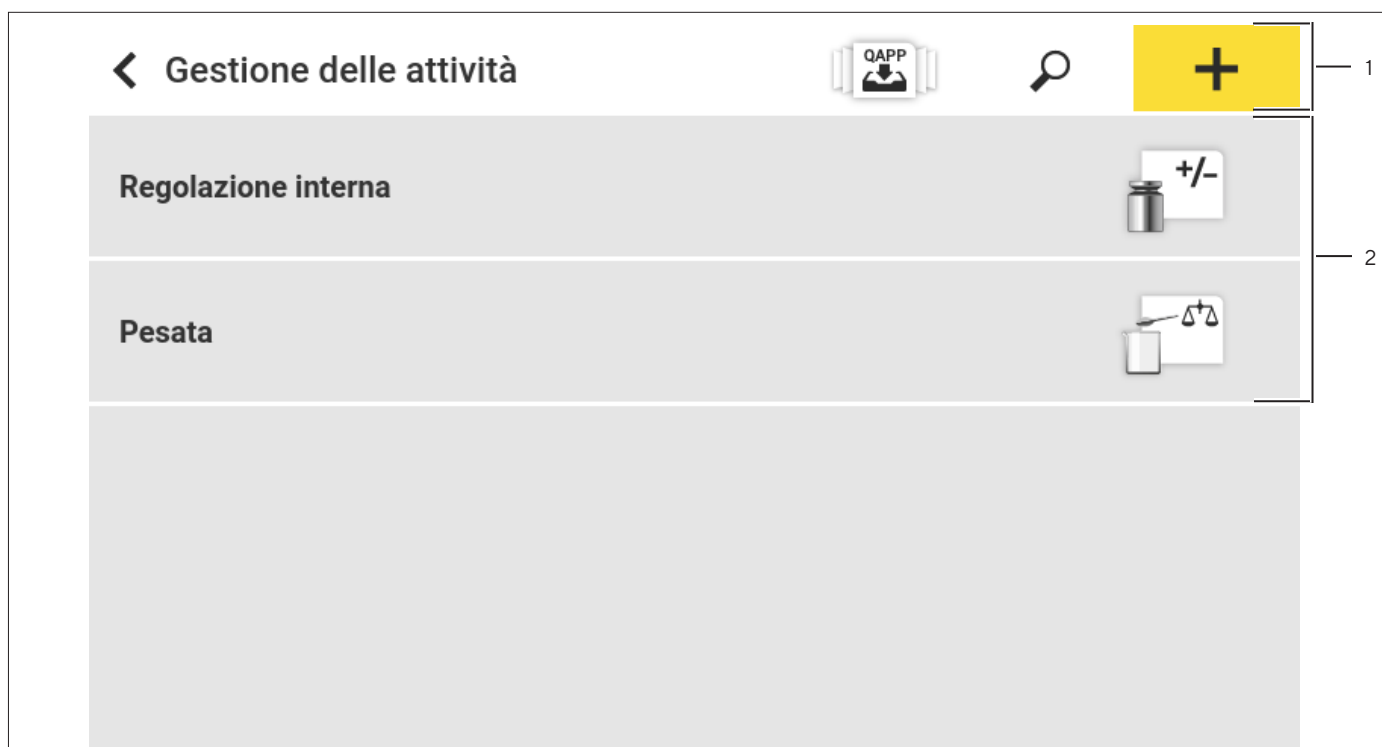 Gestione delle attività
QAPP
1
Regolazione interna
+/-
2
Pesata